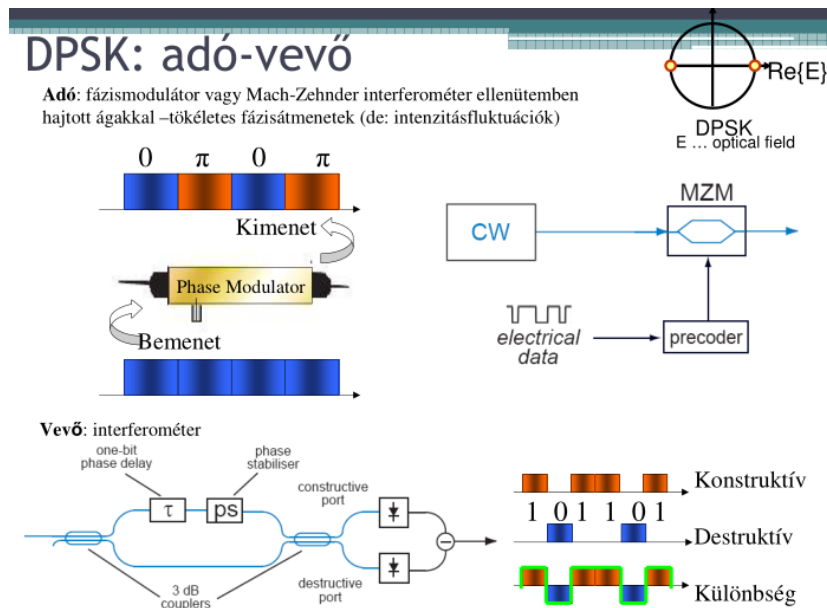 DPSK: adó-vevő
Re{E}
DPSK
E ... optical field
Adó: fázismodulátor vagy Mach-Zehnder interferométer ellenütemben
hajtott ágakkal –tökéletes fázisátmenetek (de: intenzitásfluktuációk)
0 π 0 π
Kimenet
Phase Modulator
Bemenet
MZM
CW
electrical
data
precoder
Vevő: interferométer
one-bit
phase delay
phase
stabiliser
τ
ps
constructive
port
destructive
port
3 dB
couplers
Konstruktív
1 0 1 1 0 1
Destruktív
Különbség